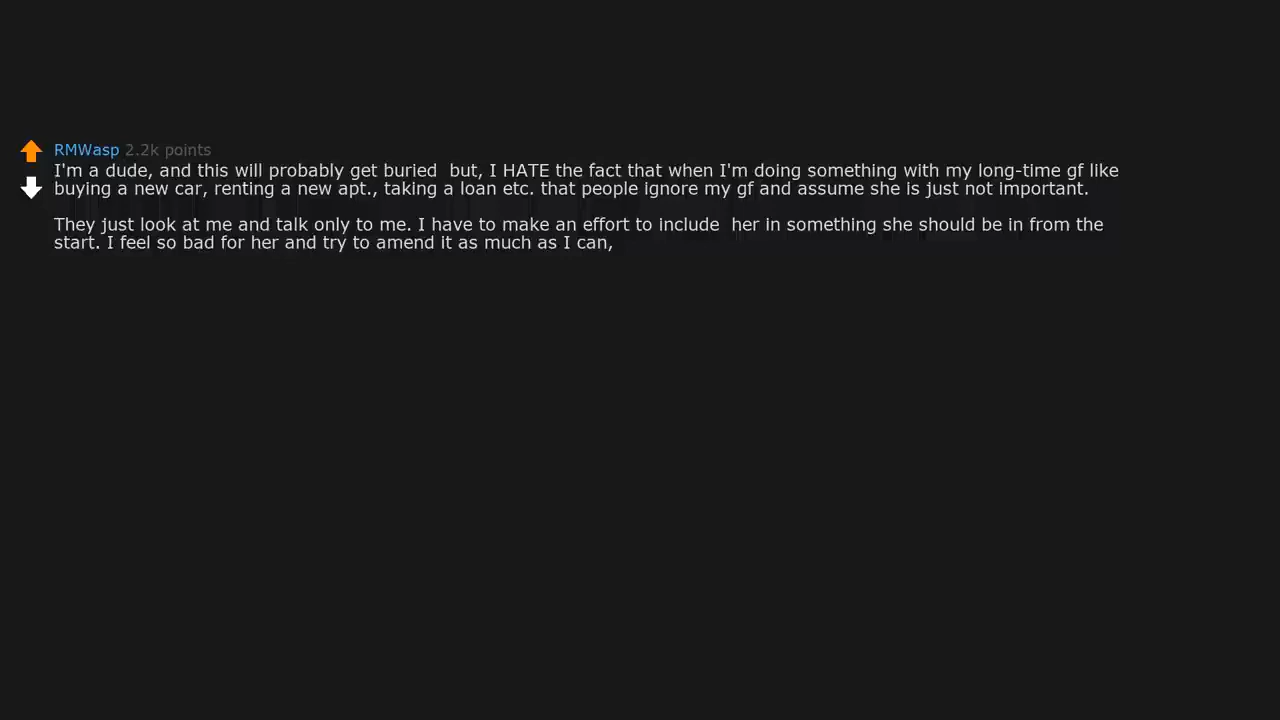 RMWasp 2.2k points
I'm a dude, and this will probably get buried  but, I HATE the fact that when I'm doing something with my long-time gf like
buying a new car, renting a new apt., taking a loan etc. that people ignore my gf and assume she is just not important.
They just look at me and talk only to me. I have to make an effort to include  her in something she should be in from the
start. I feel so bad for her and try to amend it as much as I can,